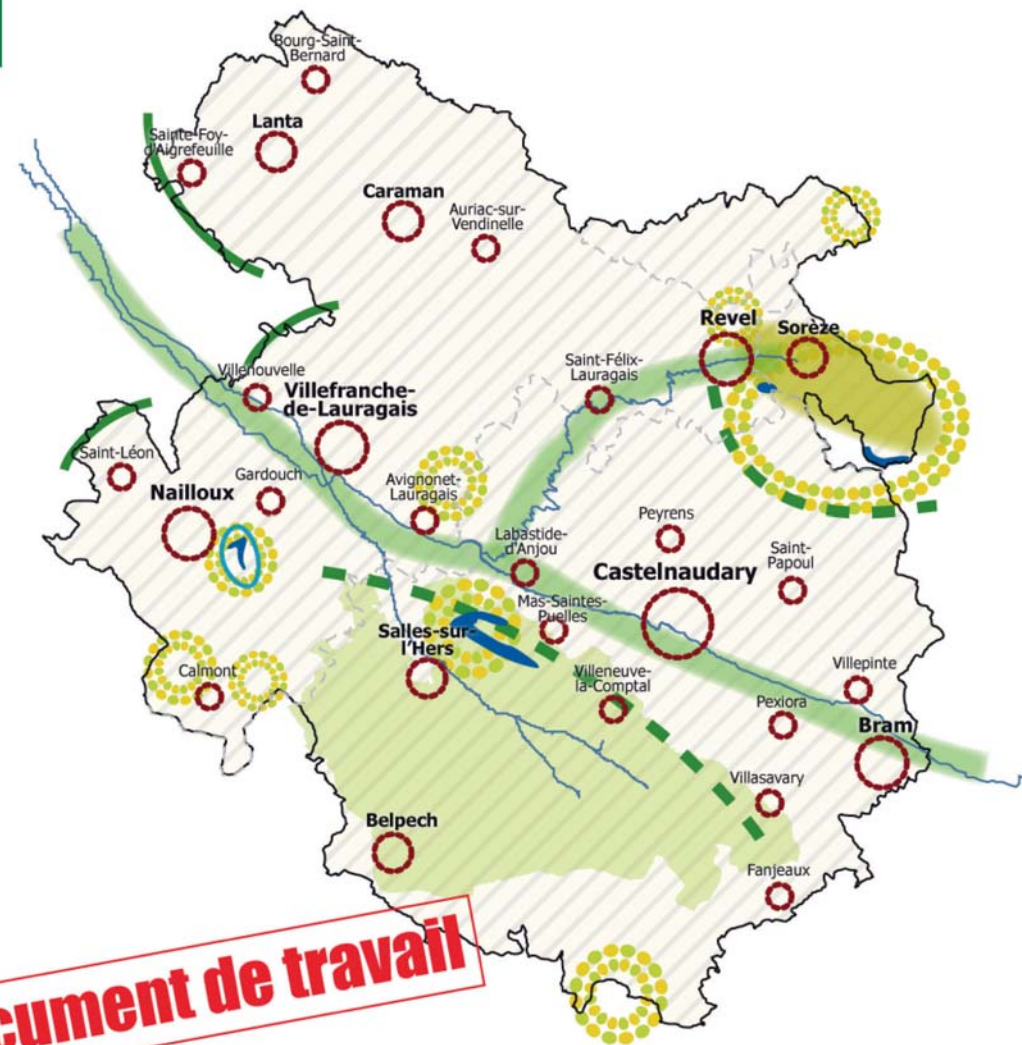 Bourg-Saint-
Bernard
Lanta
Sainte-Foy-
d'Aigrefeuille
Caraman
Auriac-sur-
Vendinelle
Revel
Sorèze
Saint-Félix-
Lauragais
Villenouvelle
Villefranche-
de-Lauragais
Saint-Léon
Gardouch
Nailloux
Avignonet-
Lauragais
Peyrens
Labastide-
d'Anjou
Saint-
Papoul
Castelnaudary
Mas-Saintes-
Puelles
Salles-sur-
l'Hers
Calmont
Villeneuve-
la-Comptal
Villepinte
Pexiora
Bram
Villasavary
Belpech
Fanjeaux
cument de travail